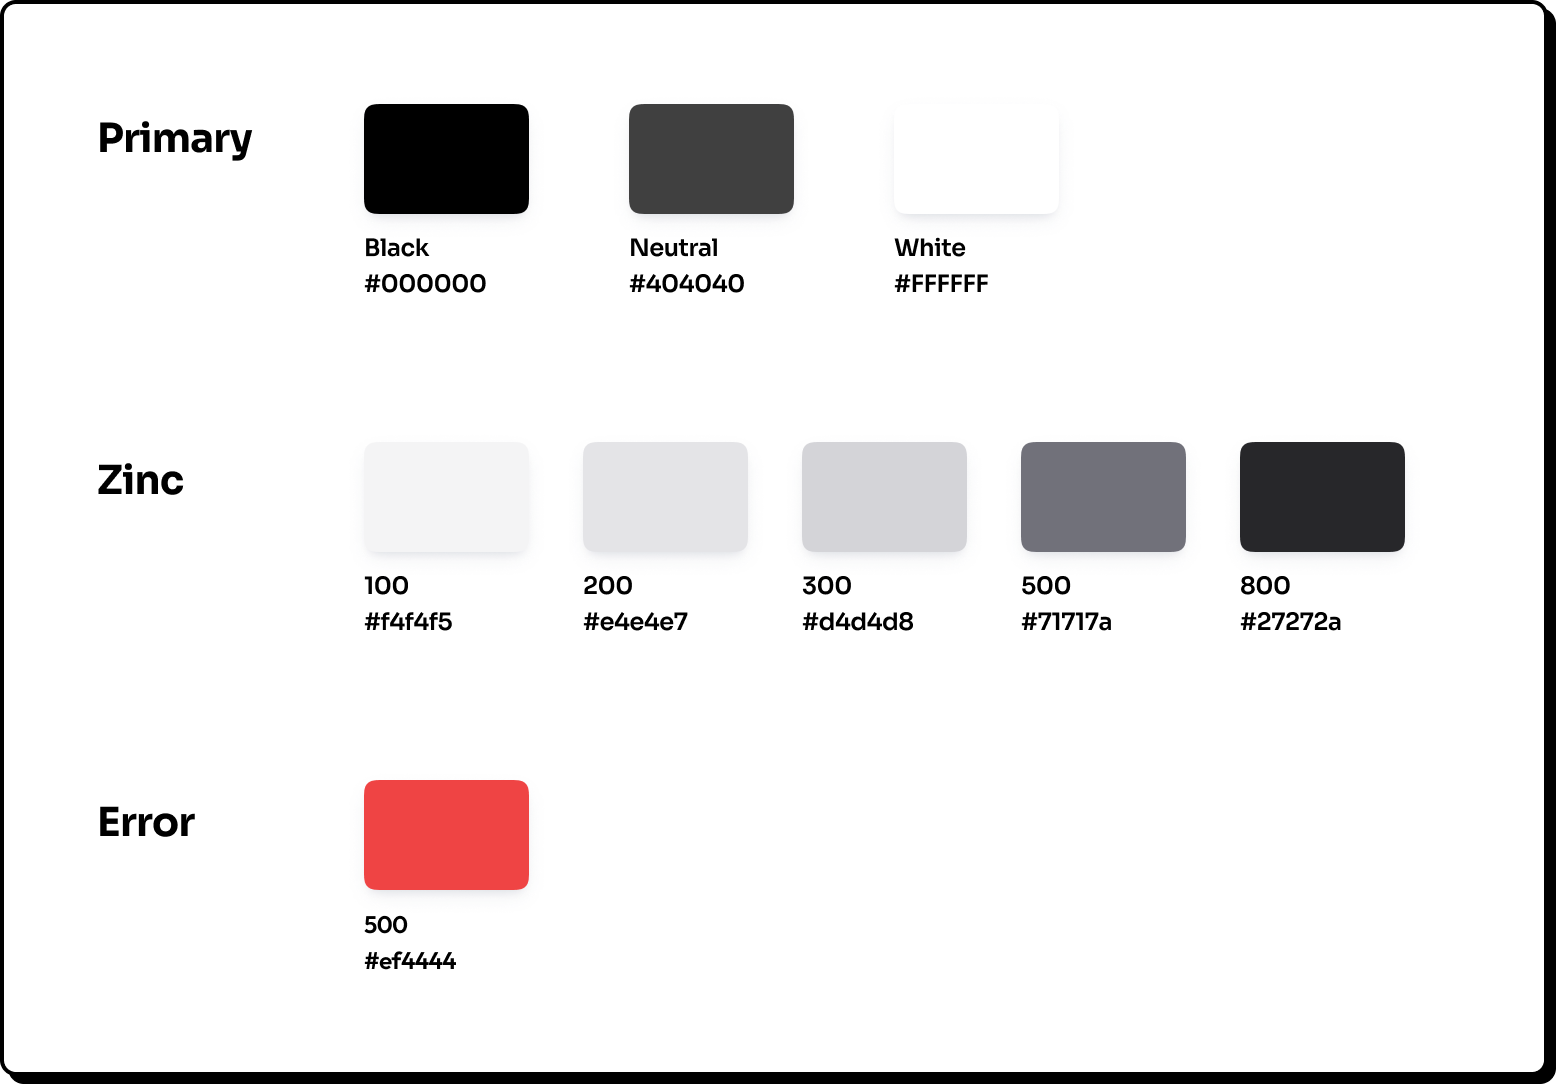 Primary
Black
#000000
Neutral
#404040
White
#FFFFFF
Zinc
100
#f4f4f5
200
#e4e4e7
300
#d4d4d8
500
#71717a
800
#27272a
Error
500
#ef4444